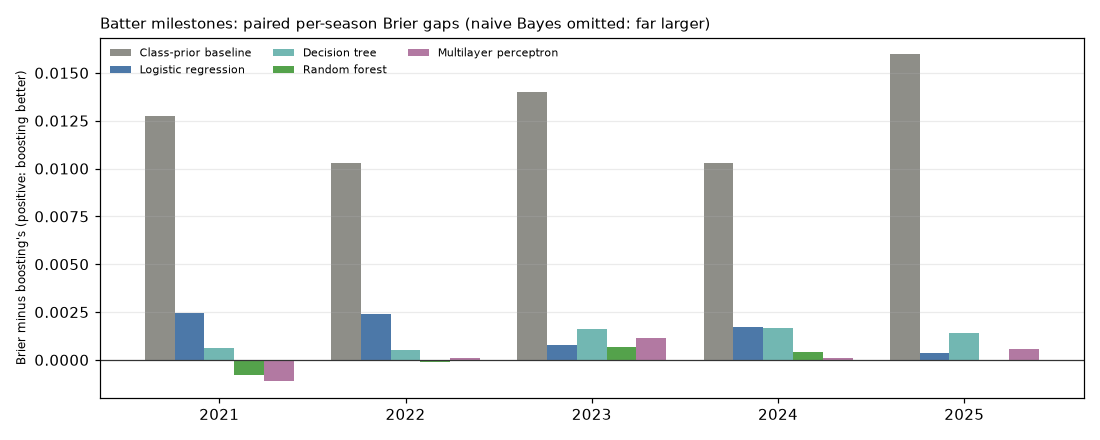 Batter milestones: paired per-season Brier gaps (naive Bayes omitted: far larger)
Brier minus boosting's (positive: boosting better)
Class-prior baseline
Logistic regression
Decision tree
Random forest
Multilayer perceptron
0.0150
0.0125
0.0100
0.0075
0.0050
0.0025
0.0000
2021 2022 2023 2024 2025